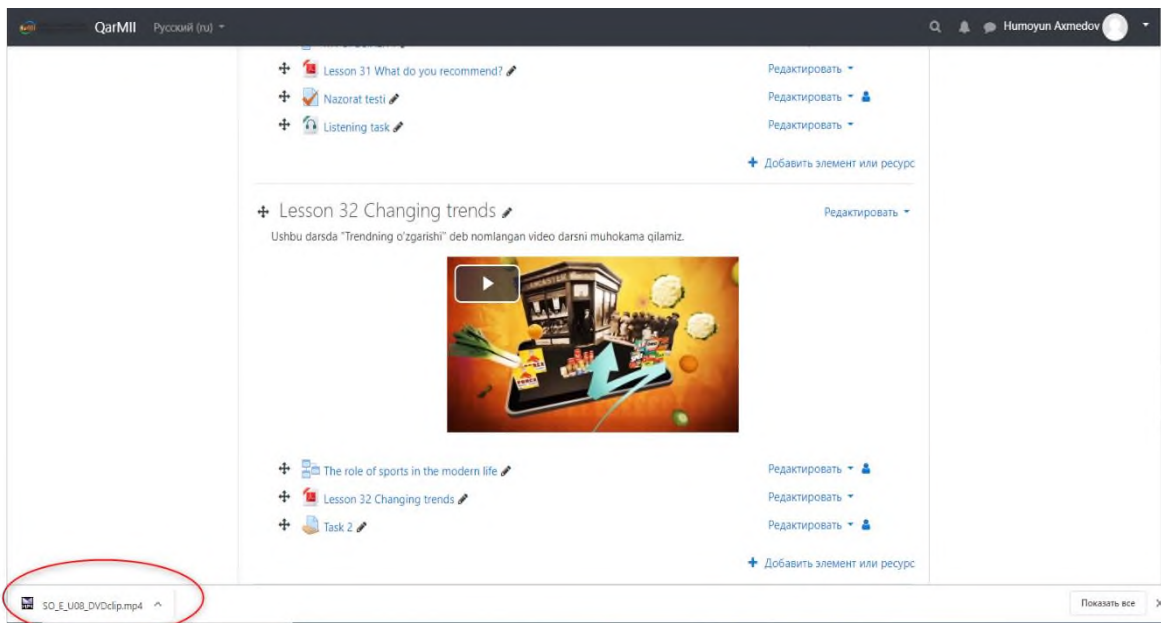 QarMII Русский (ru) Humoyun Axmedov
Lesson 31 What do you recommend? Редактировать
Nazorat testi Редактировать
Listening task Редактировать
Добавить элемент или ресурс
Lesson 32 Changing trends Редактировать
Ushbu darsda "Trendning o'zgarishi" deb nomlangan video darsni muhokama qilamiz.
The role of sports in the modern life Редактировать
Lesson 32 Changing trends Редактировать
Task 2 Редактировать
Добавить элемент или ресурс
SO_E_U08_DVDclip.mp4 Показать все